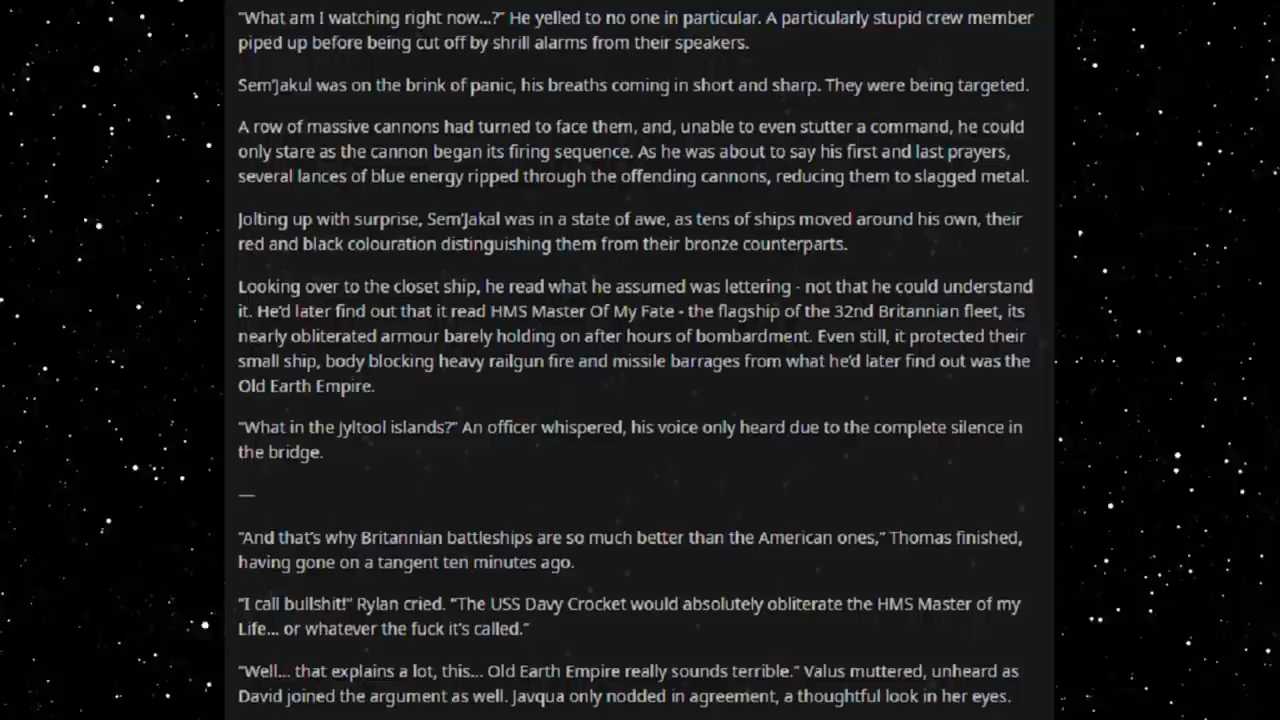 “What am I watching right now...?” He yelled to no one in particular. A particularly stupid crew member
piped up before being cut off by shrill alarms from their speakers.
Sem’Jakul was on the brink of panic, his breaths coming in short and sharp. They were being targeted.
A row of massive cannons had turned to face them, and, unable to even stutter a command, he could
only stare as the cannon began its firing sequence. As he was about to say his first and last prayers,
several lances of blue energy ripped through the offending cannons, reducing them to slagged metal.
Jolting up with surprise, Sem’Jakal was in a state of awe, as tens of ships moved around his own, their
red and black colouration distinguishing them from their bronze counterparts.
Looking over to the closet ship, he read what he assumed was lettering - not that he could understand
it. He’d later find out that it read HMS Master Of My Fate - the flagship of the 32nd Britannian fleet, its
nearly obliterated armour barely holding on after hours of bombardment. Even still, it protected their
small ship, body blocking heavy railgun fire and missile barrages from what he’d later find out was the
Old Earth Empire.
“What in the Jyltool islands?” An officer whispered, his voice only heard due to the complete silence in
the bridge.
—
“And that’s why Britannian battleships are so much better than the American ones,” Thomas finished,
having gone on a tangent ten minutes ago.
“I call bullshit!” Rylan cried. “The USS Davy Crocket would absolutely obliterate the HMS Master of my
Life... or whatever the fuck it’s called.”
“Well... that explains a lot, this... Old Earth Empire really sounds terrible.” Valus muttered, unheard as
David joined the argument as well. Javqua only nodded in agreement, a thoughtful look in her eyes.